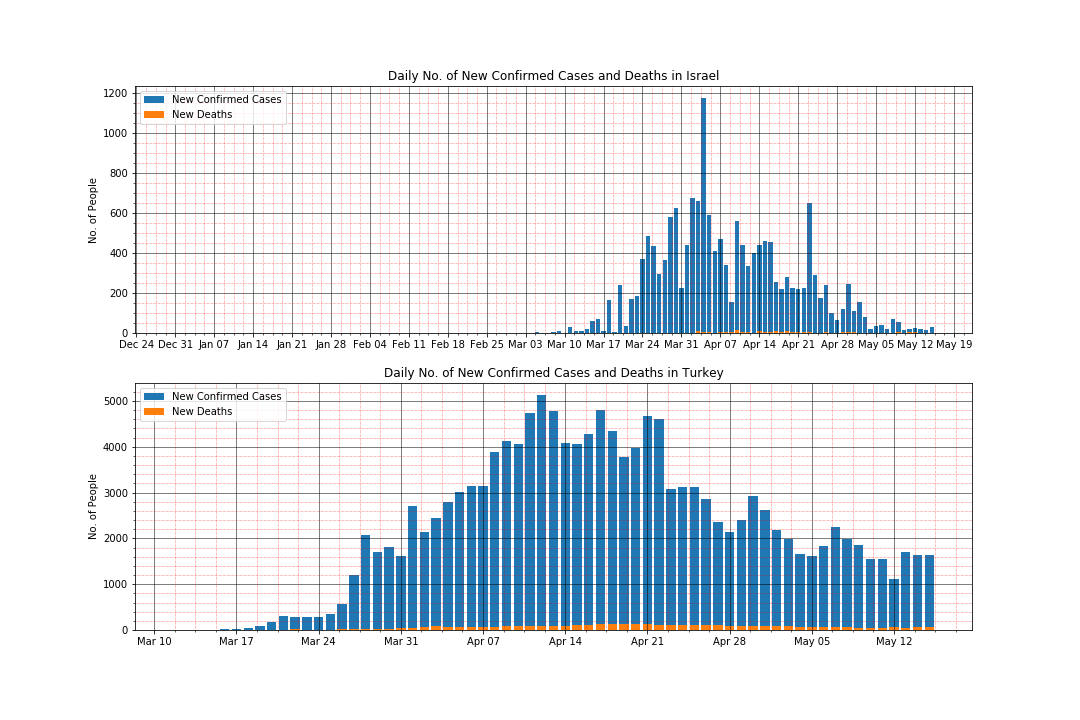 Daily No. of New Confirmed Cases and Deaths in Israel
1200
1000
800
600
400
200
0
No. of People
New Confirmed Cases
New Deaths
Dec 24 Dec 31 Jan 07 Jan 14 Jan 21 Jan 28 Feb 04 Feb 11 Feb 18 Feb 25 Mar 03 Mar 10 Mar 17 Mar 24 Mar 31 Apr 07 Apr 14 Apr 21 Apr 28 May 05 May 12 May 19
Daily No. of New Confirmed Cases and Deaths in Turkey
5000
4000
3000
2000
1000
0
No. of People
New Confirmed Cases
New Deaths
Mar 10 Mar 17 Mar 24 Mar 31 Apr 07 Apr 14 Apr 21 Apr 28 May 05 May 12